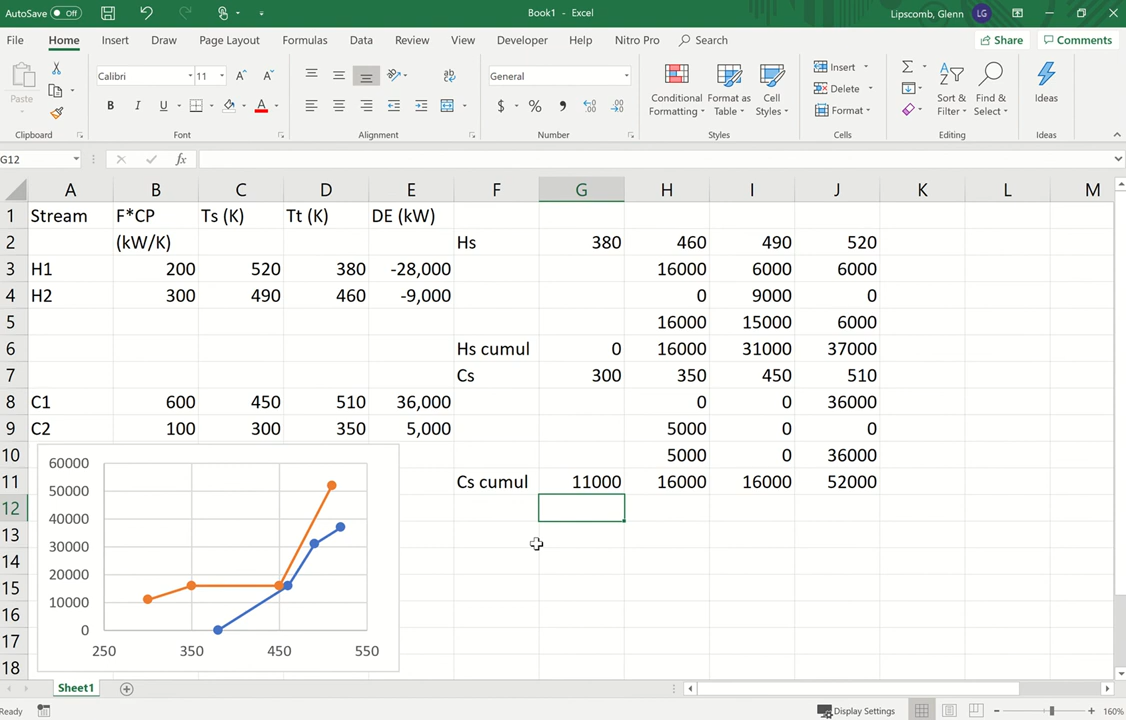 AutoSave Off Book1 - Excel Lipscomb, Glenn LG
File Home Insert Draw Page Layout Formulas Data Review View Developer Help Nitro Pro Search Share Comments
Paste
Clipboard
Calibri 11
B I U A
Font
ab
Alignment
General
$ % ,
Number
Conditional Formatting
Format as Table
Cell Styles
Styles
Insert
Delete
Format
Cells
Sort & Filter
Find & Select
Editing
Ideas
Ideas
G12 fx
A B C D E F G H I J K L M
1 Stream F*CP Ts (K) Tt (K) DE (kW)
2 (kW/K) Hs 380 460 490 520
3 H1 200 520 380 -28,000 16000 6000 6000
4 H2 300 490 460 -9,000 0 9000 0
5 16000 15000 6000
6 Hs cumul 0 16000 31000 37000
7 Cs 300 350 450 510
8 C1 600 450 510 36,000 0 0 36000
9 C2 100 300 350 5,000 5000 0 0
10 5000 0 36000
11 Cs cumul 11000 16000 16000 52000
12
13
14
15
16
17
18
60000
50000
40000
30000
20000
10000
0
250 350 450 550
Sheet1
Ready Display Settings 160%